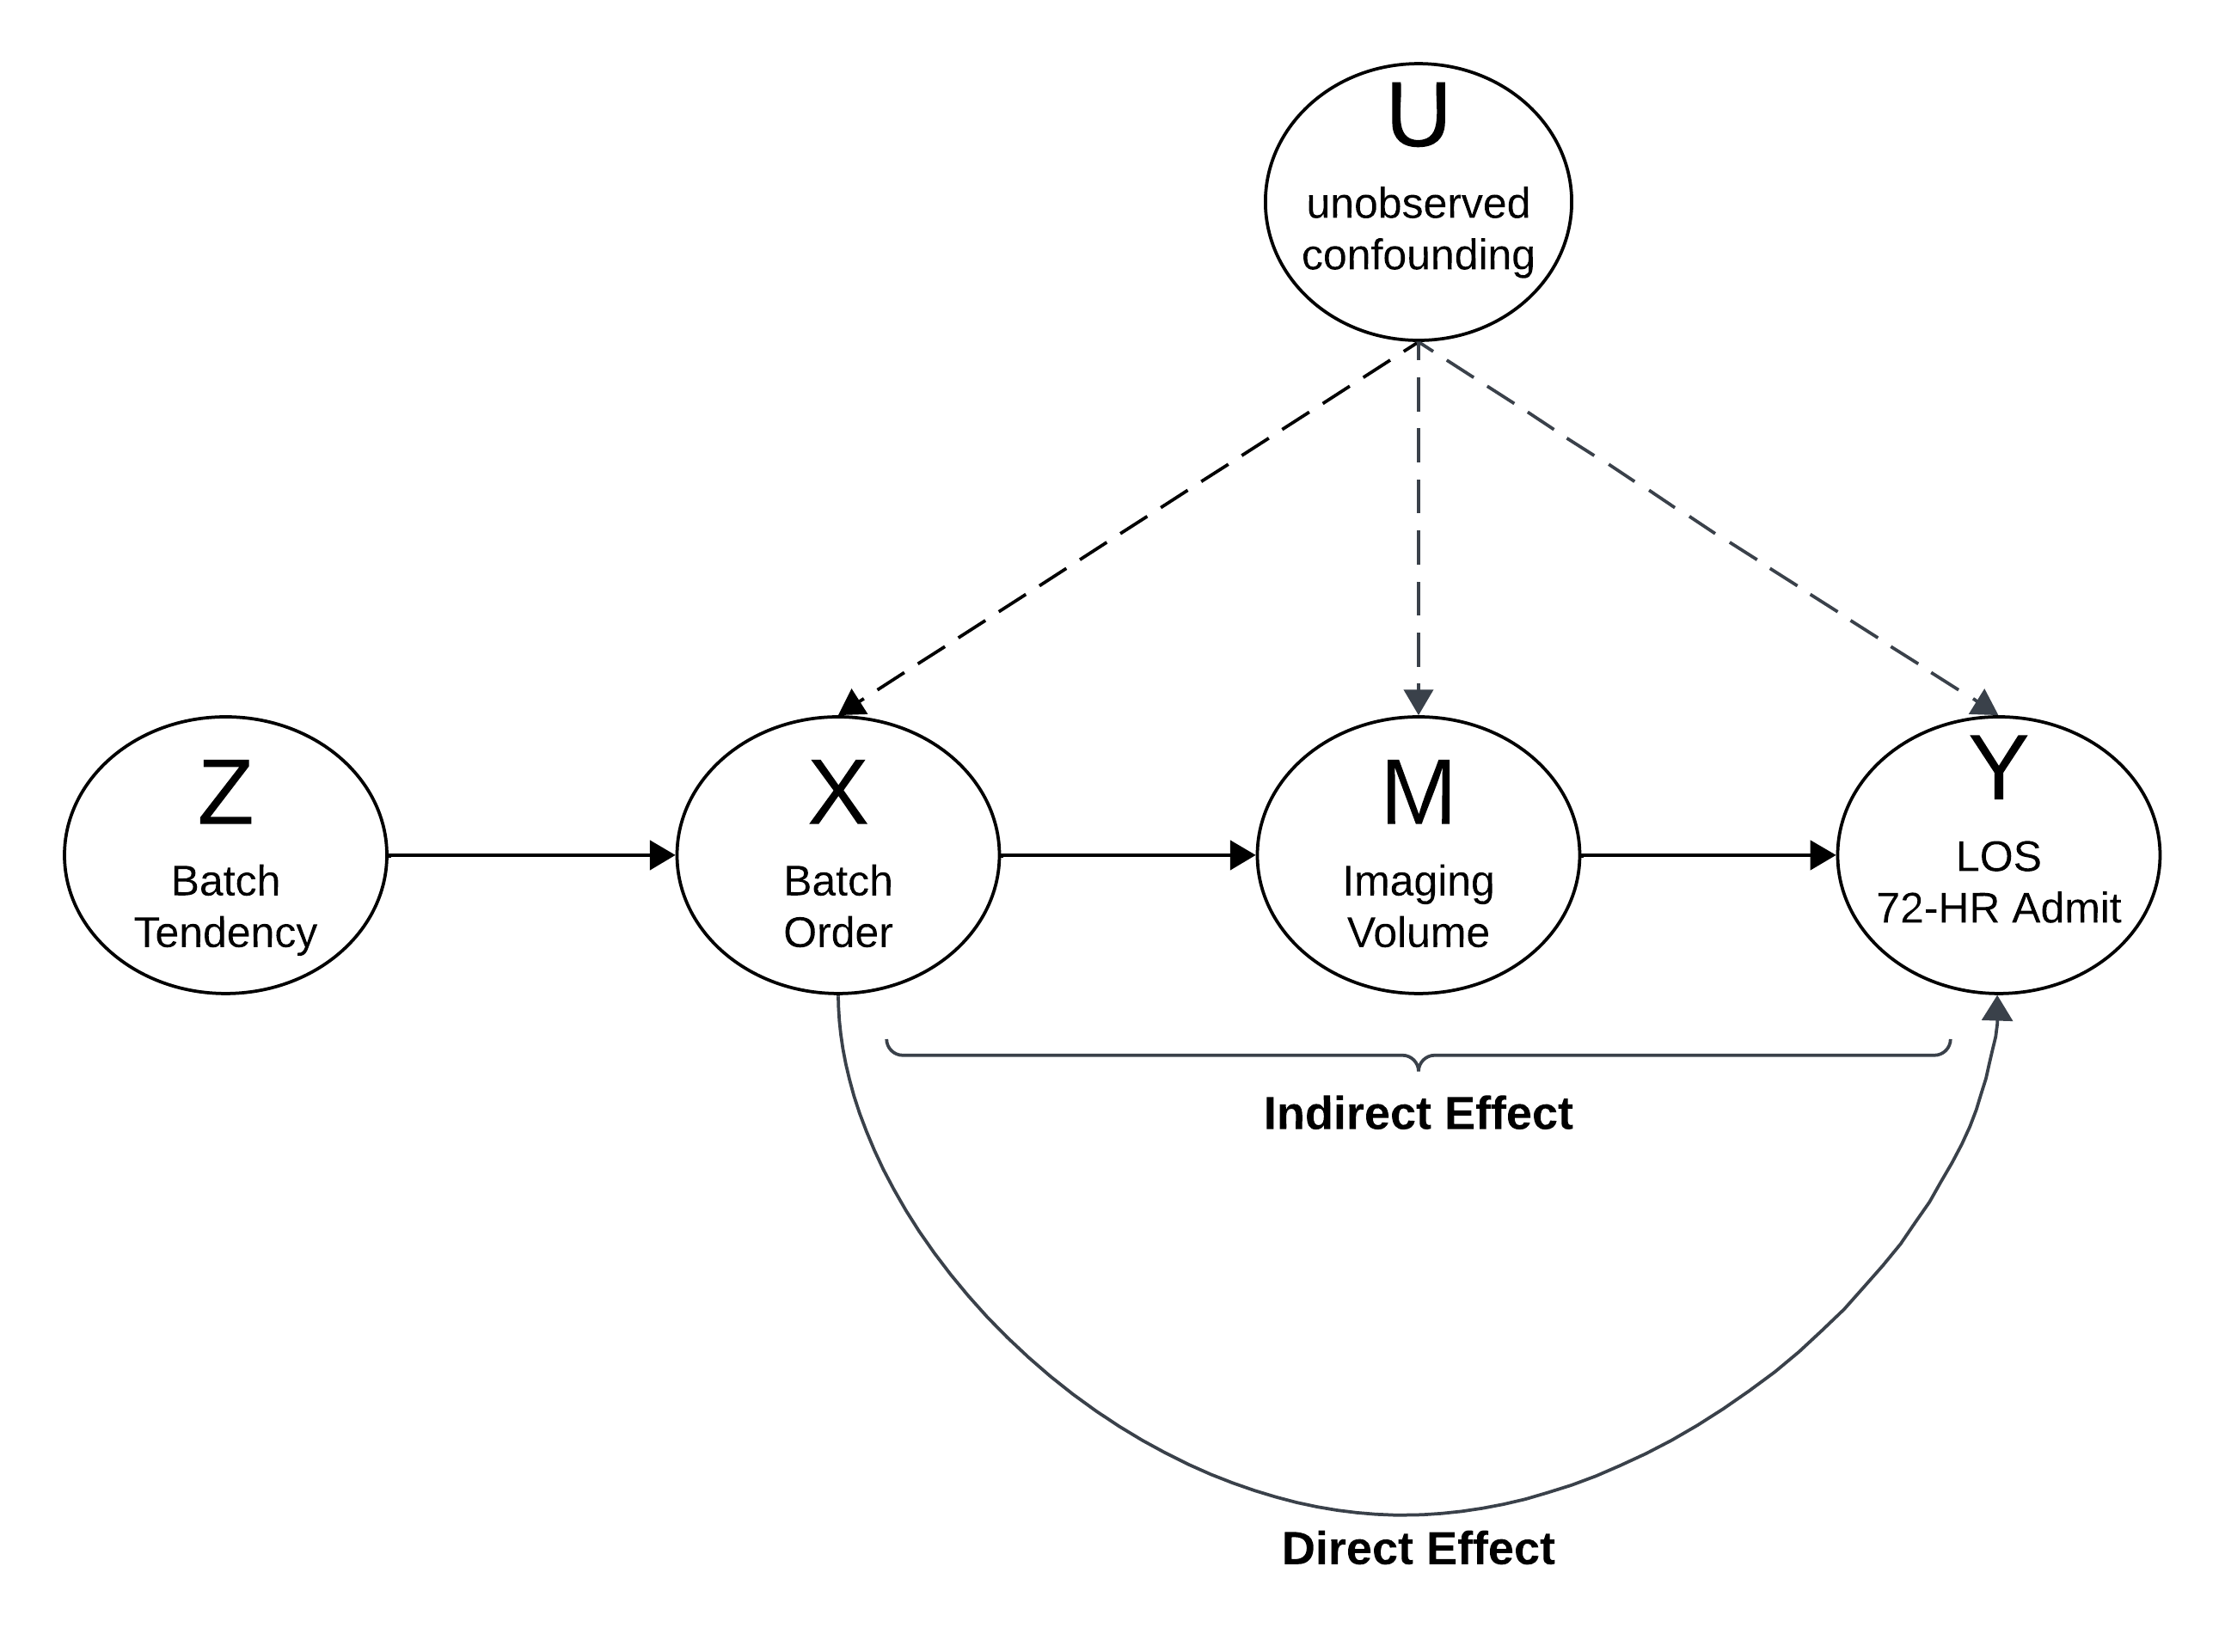 U
unobserved
confounding
Z
Batch
Tendency
X
Batch
Order
M
Imaging
Volume
Y
LOS
72-HR Admit
Indirect Effect
Direct Effect